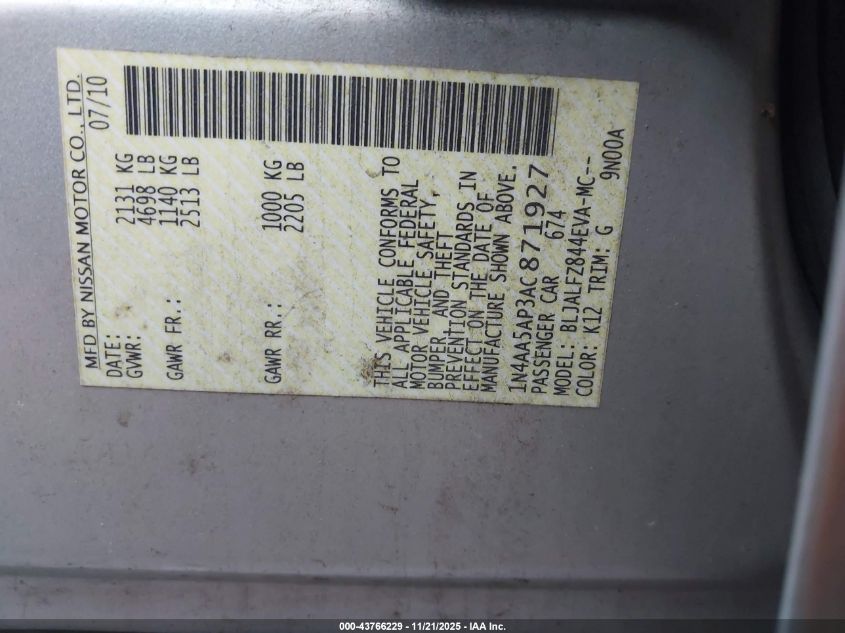 MFD BY NISSAN MOTOR CO., LTD.
DATE: 07/10
GVWR: 2131 KG
4698 LB
GAWR FR.: 1140 KG
2513 LB
GAWR RR.: 1000 KG
2205 LB
THIS VEHICLE CONFORMS TO
ALL APPLICABLE FEDERAL
MOTOR VEHICLE SAFETY,
BUMPER, AND THEFT
PREVENTION STANDARDS IN
EFFECT ON THE DATE OF
MANUFACTURE SHOWN ABOVE.
1N4AA5AP3AC871927
PASSENGER CAR 674
MODEL: BLJALFZ844EVA-MC--
COLOR: K12 TRIM: G 9N00A
000-43766229 - 11/21/2025 - IAA Inc.